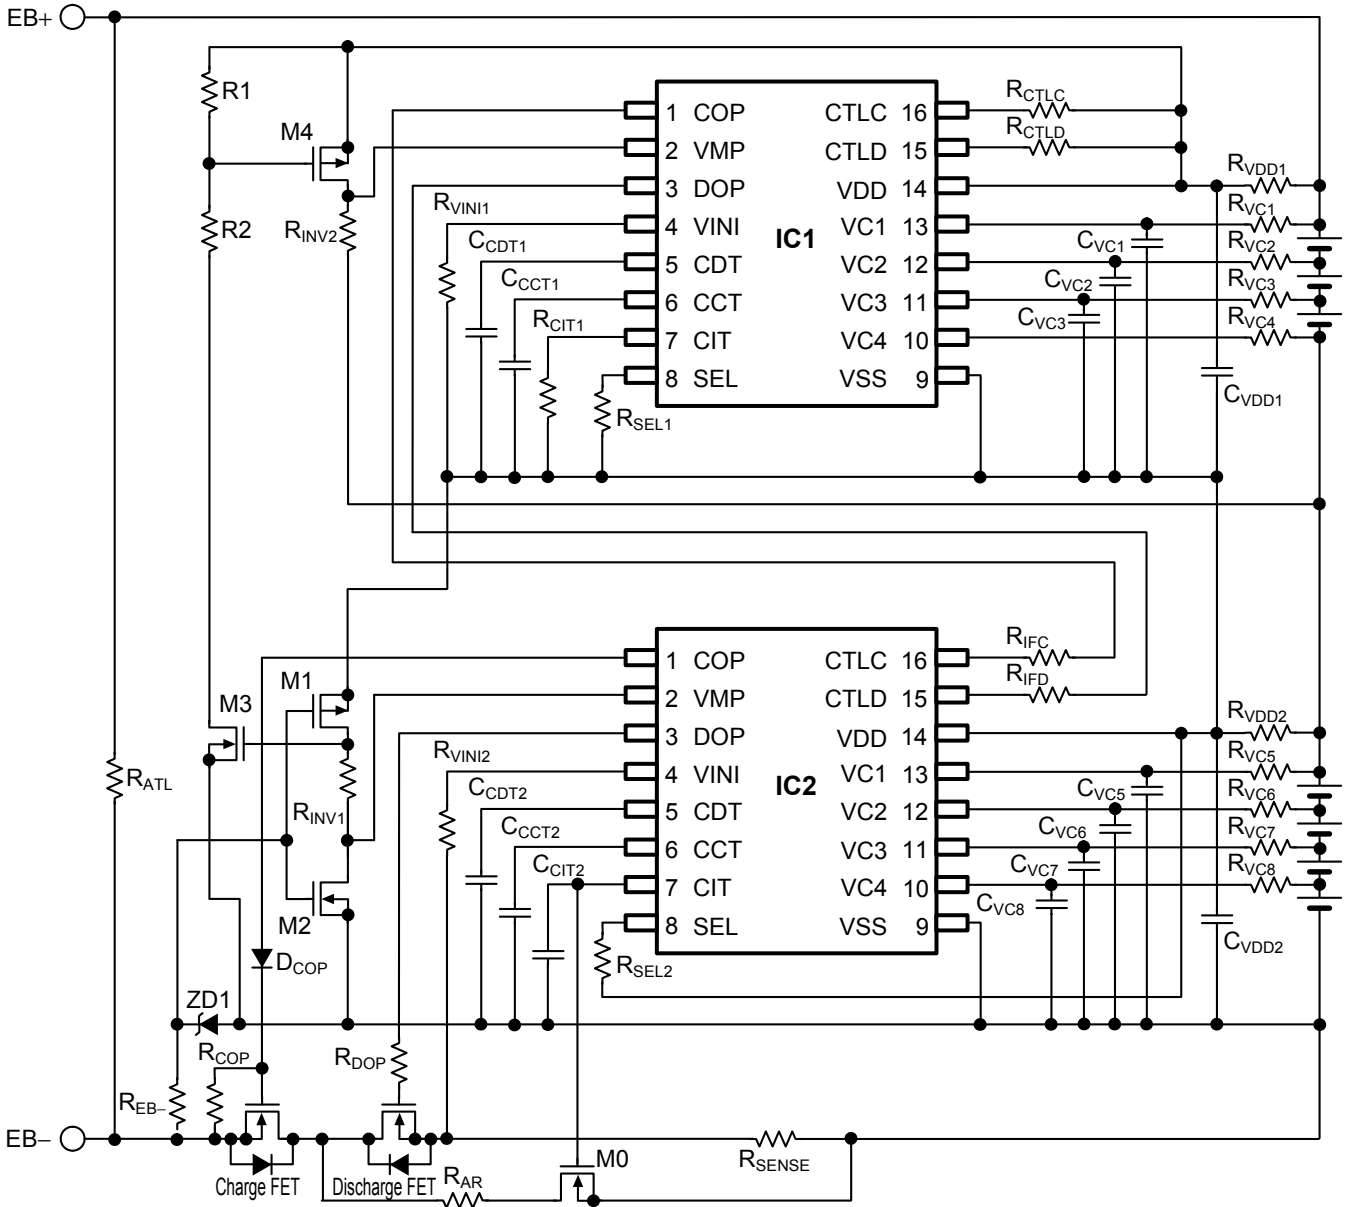 EB+
R1
M4
R2
RINV2
RVINI1
CCDT1
CCCT1
RCIT1
RSEL1
1 COP
2 VMP
3 DOP
4 VINI
5 CDT
6 CCT
7 CIT
8 SEL
IC1
CTLC 16
CTLD 15
VDD 14
VC1 13
VC2 12
VC3 11
VC4 10
VSS 9
RCTLC
RCTLD
RVDD1
RVC1
RVC2
RVC3
RVC4
CVC1
CVC2
CVC3
CVDD1
RIFC
RIFD
M1
M3
RATL
RINV1
M2
DCOP
ZD1
RCOP
REB−
RDOP
RVINI2
CCDT2
CCCT2
CCIT2
RSEL2
1 COP
2 VMP
3 DOP
4 VINI
5 CDT
6 CCT
7 CIT
8 SEL
IC2
CTLC 16
CTLD 15
VDD 14
VC1 13
VC2 12
VC3 11
VC4 10
VSS 9
RVDD2
RVC5
RVC6
RVC7
RVC8
CVC5
CVC6
CVC7
CVC8
CVDD2
EB−
Charge FET
Discharge FET
RAR
M0
RSENSE